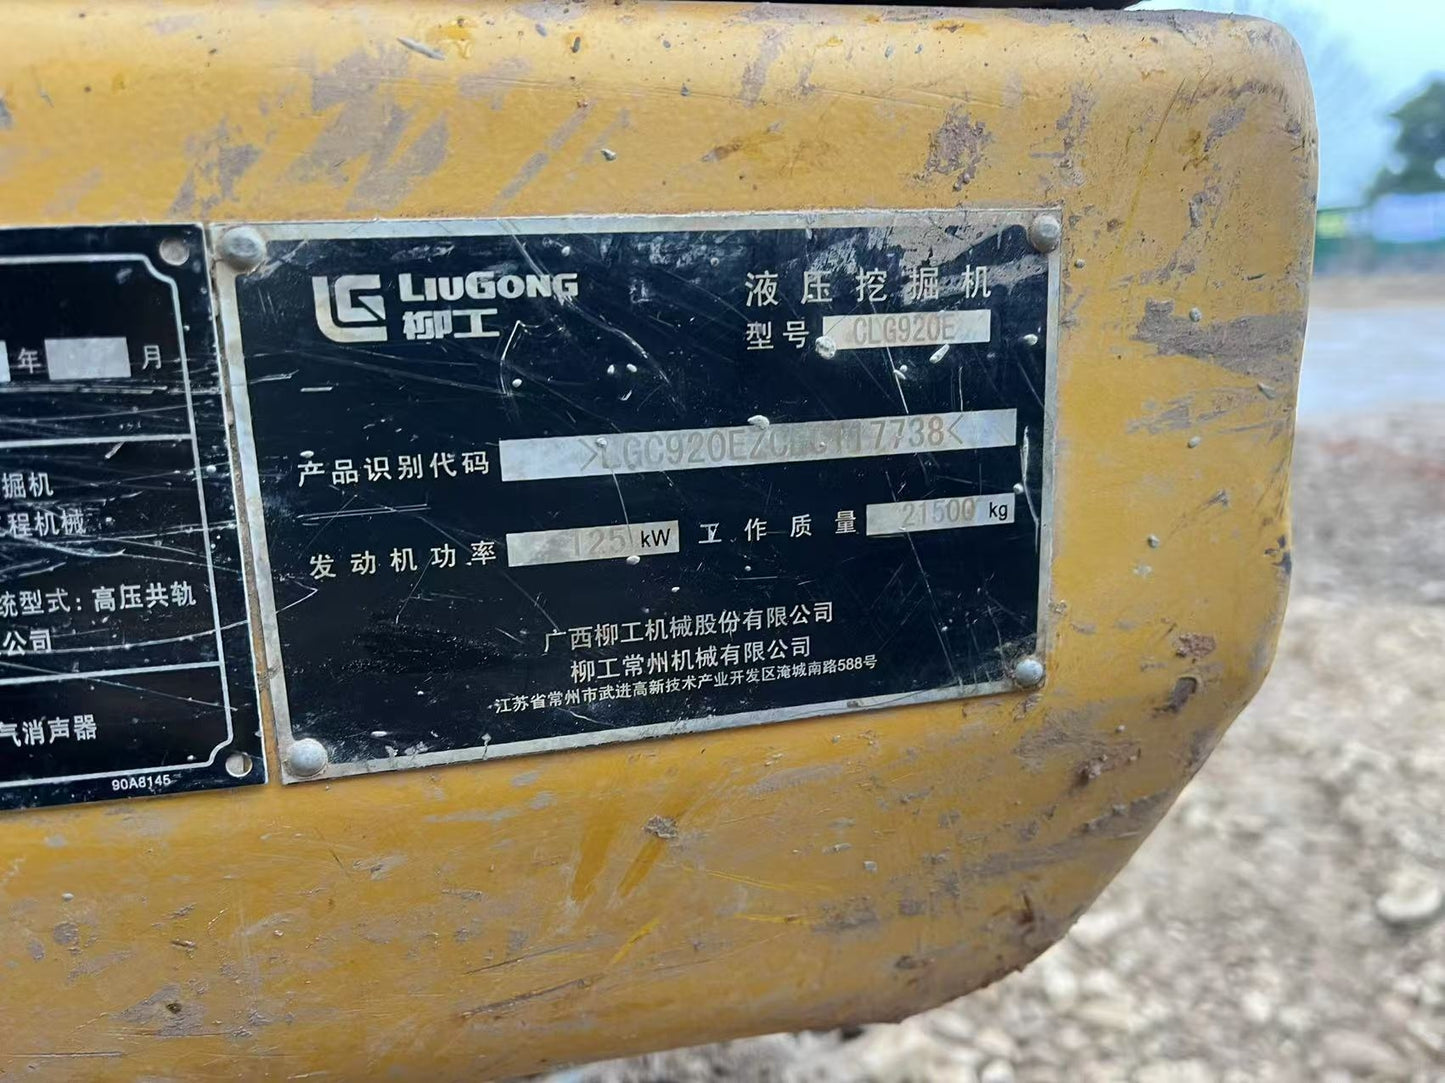 年 月
掘机
程机械
统型式：高压共轨
公司
气消声器
90A6145
LG LIUGONG
柳工
液压挖掘机
型号 CLG920E
产品识别代码
发动机功率 125 kW 工作质量 21500 kg
广西柳工机械股份有限公司
柳工常州机械有限公司
江苏省常州市武进高新技术产业开发区淹城南路588号